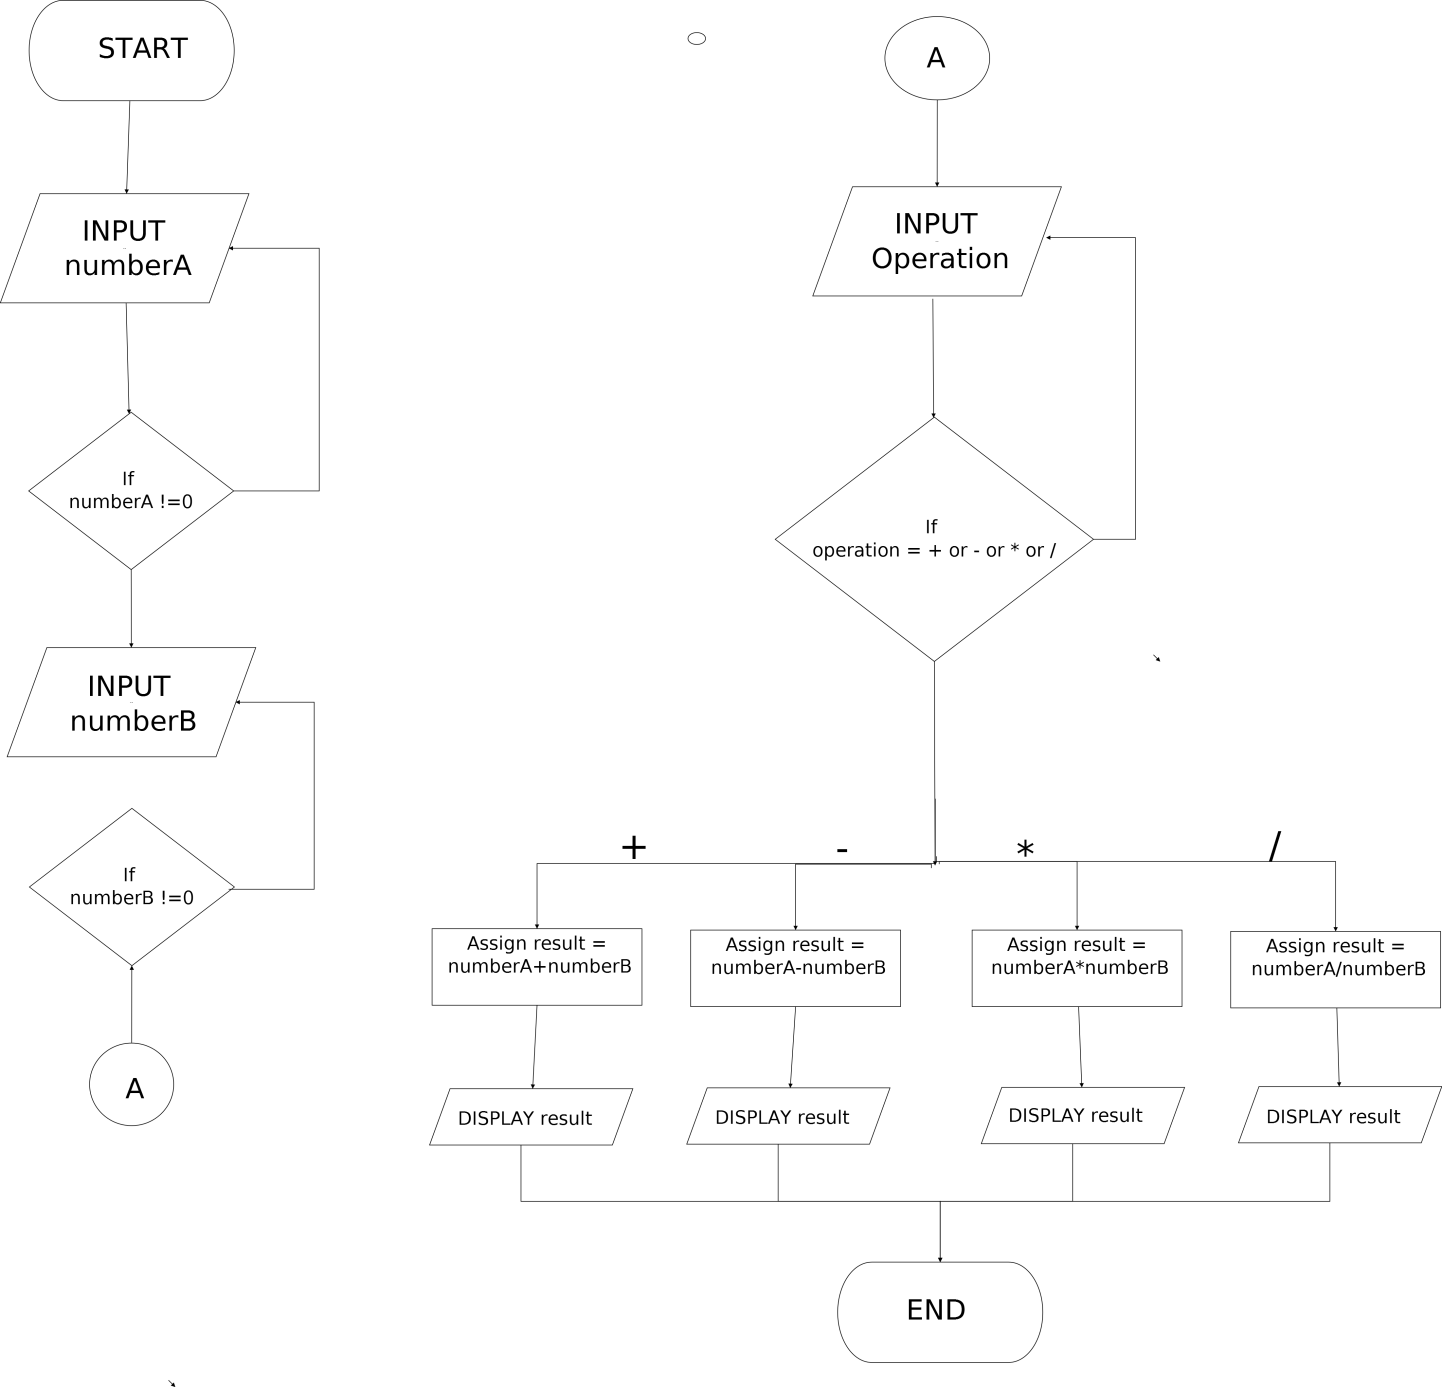 START
INPUT
numberA
If
numberA !=0
INPUT
numberB
If
numberB !=0
A
A
INPUT
Operation
If
operation = + or - or * or /
+
-
*
/
Assign result =
numberA+numberB
Assign result =
numberA-numberB
Assign result =
numberA*numberB
Assign result =
numberA/numberB
DISPLAY result
DISPLAY result
DISPLAY result
DISPLAY result
END